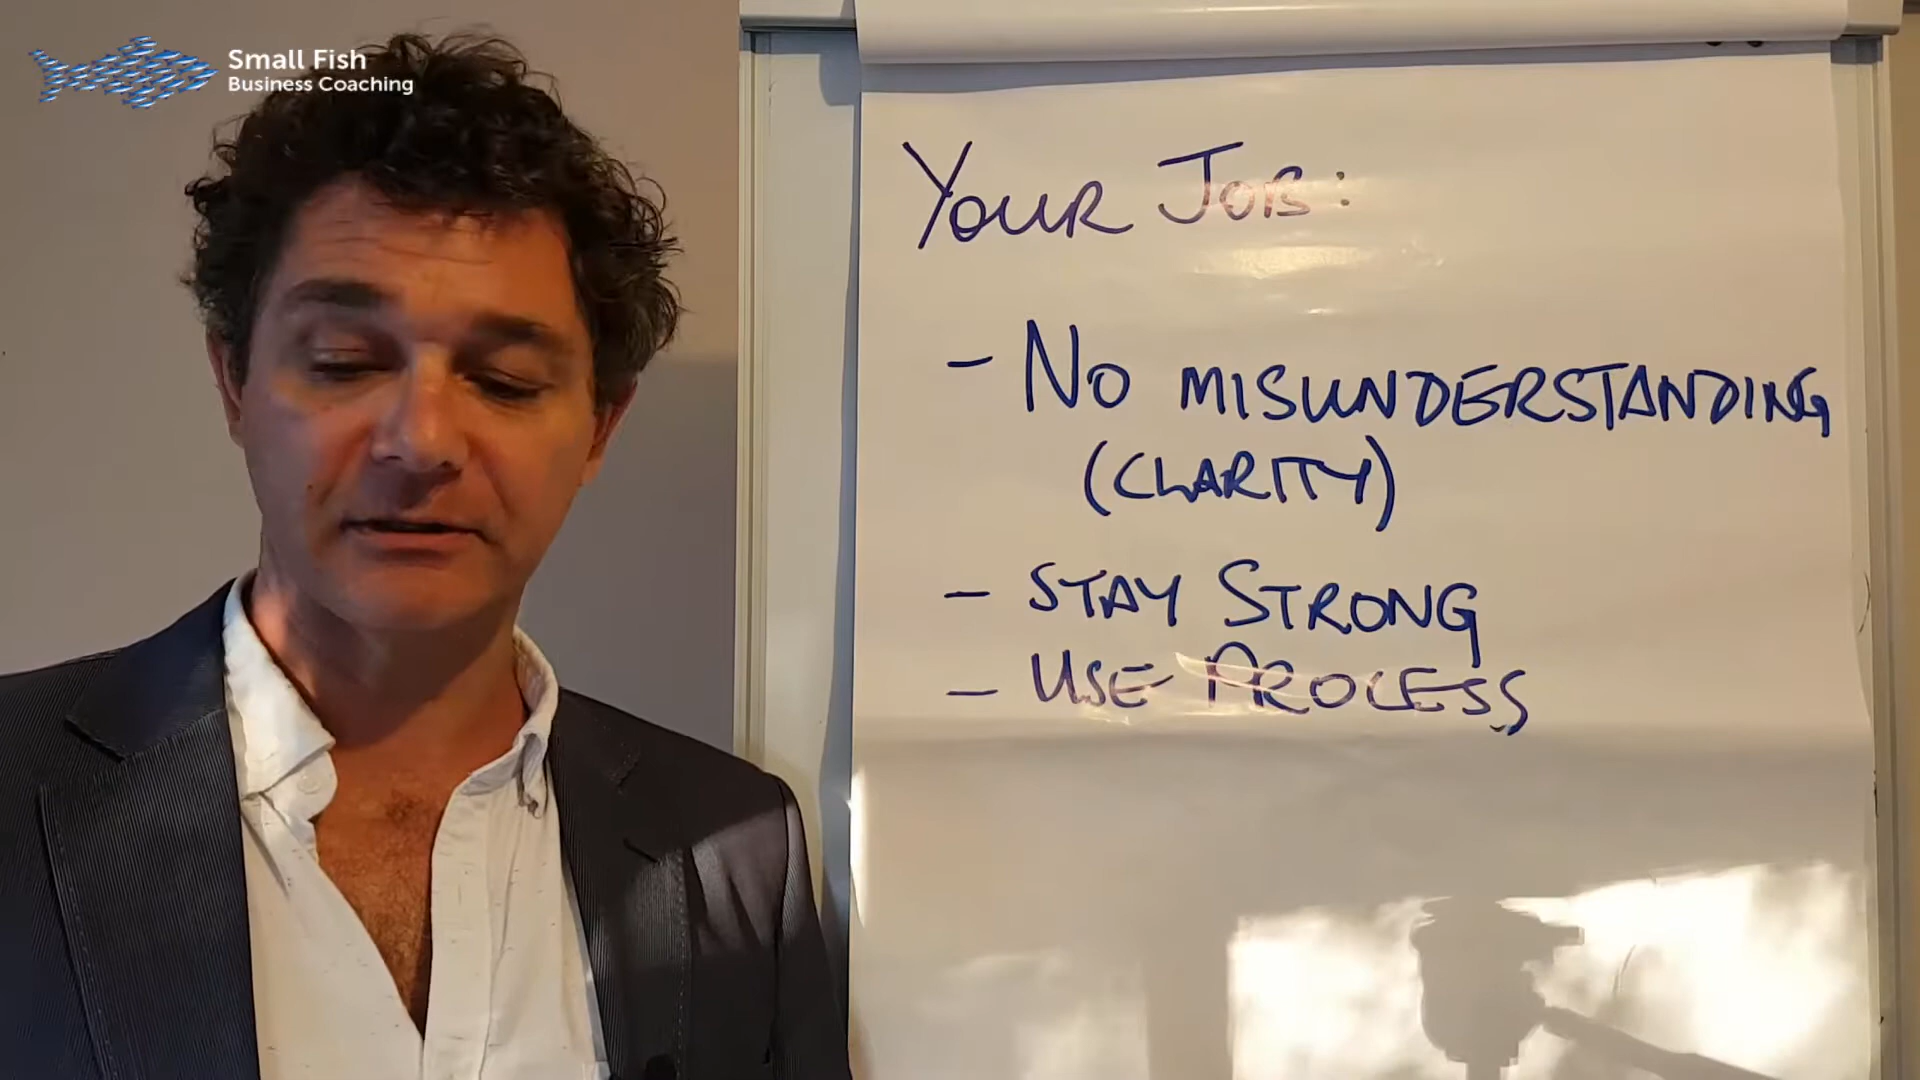 Small Fish
Business Coaching
YOUR JOB:
- NO MISUNDERSTANDING
(CLARITY)
- STAY STRONG
- USE PROCESS